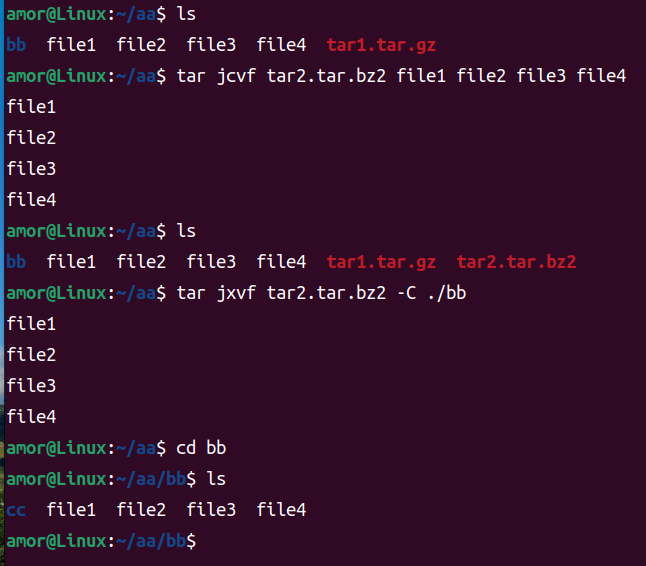 amor@Linux:~/aa$ ls
bb  file1  file2  file3  file4  tar1.tar.gz
amor@Linux:~/aa$ tar jcvf tar2.tar.bz2 file1 file2 file3 file4
file1
file2
file3
file4
amor@Linux:~/aa$ ls
bb  file1  file2  file3  file4  tar1.tar.gz  tar2.tar.bz2
amor@Linux:~/aa$ tar jxvf tar2.tar.bz2 -C ./bb
file1
file2
file3
file4
amor@Linux:~/aa$ cd bb
amor@Linux:~/aa/bb$ ls
cc  file1  file2  file3  file4
amor@Linux:~/aa/bb$